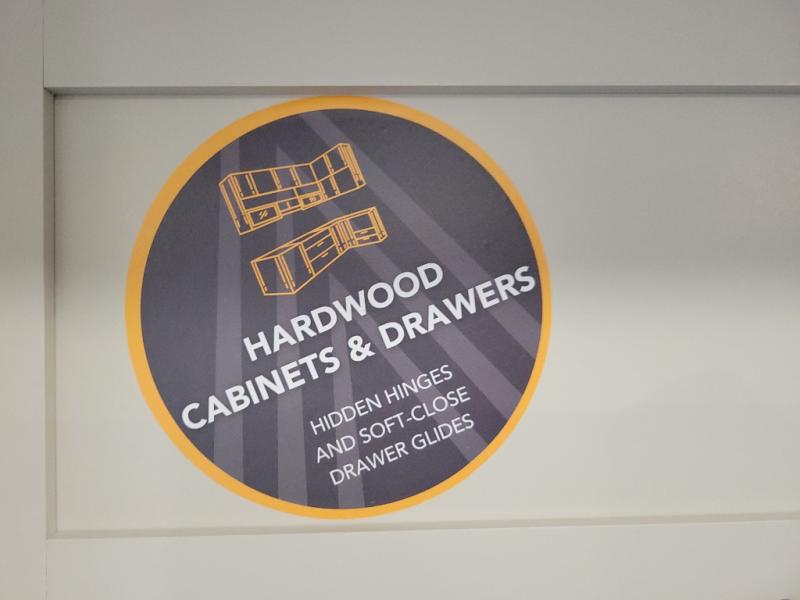 HARDWOOD
CABINETS & DRAWERS
HIDDEN HINGES
AND SOFT-CLOSE
DRAWER GLIDES